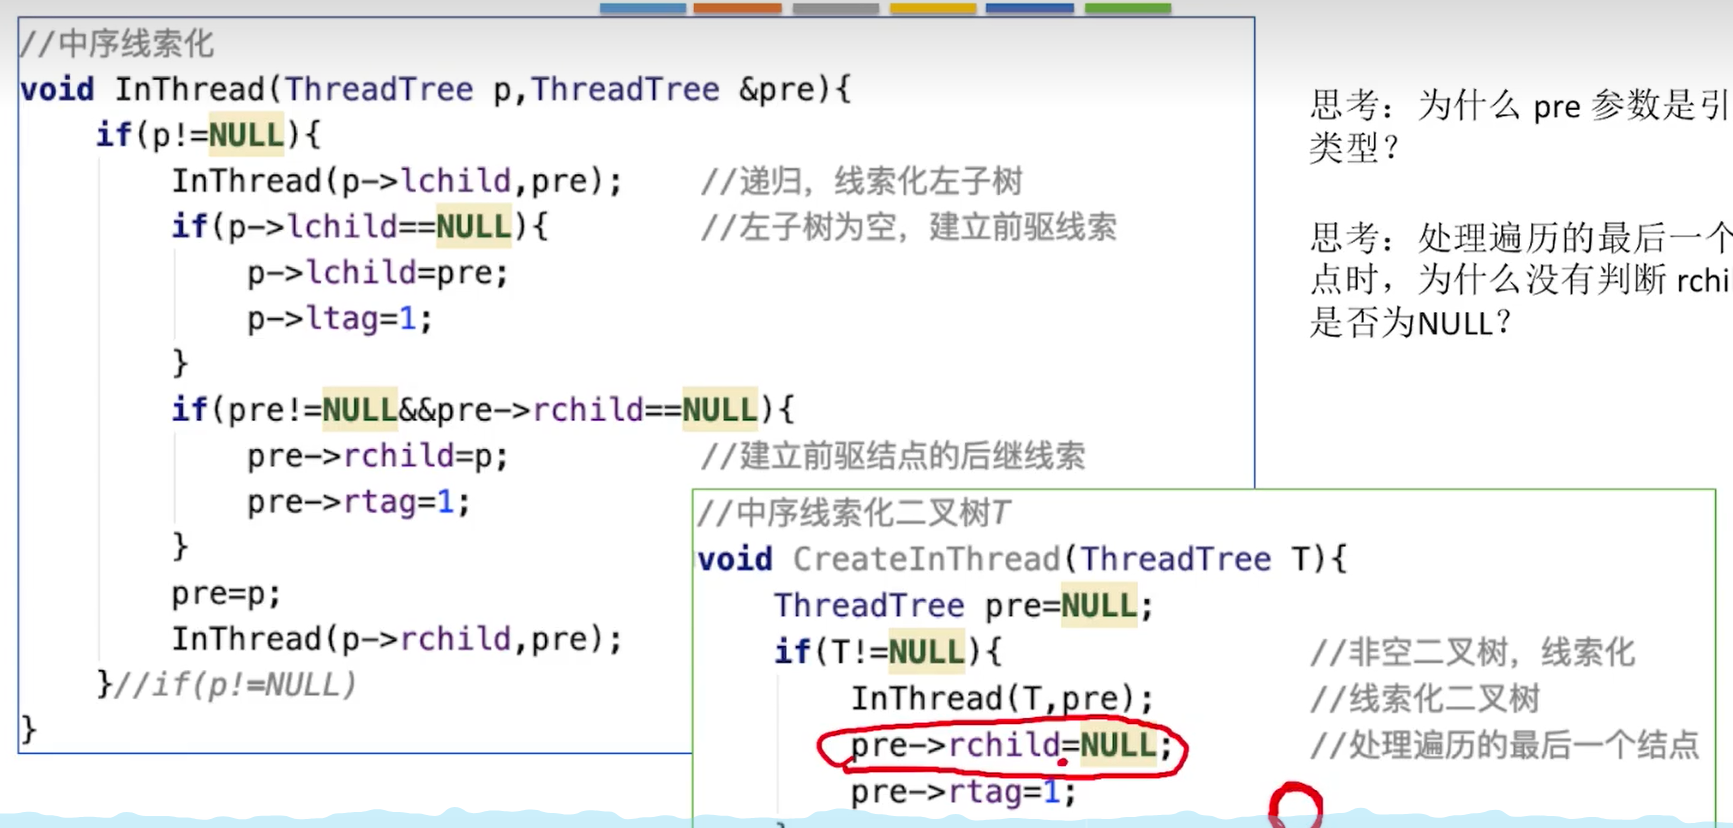 //中序线索化
void InThread(ThreadTree p,ThreadTree &pre){
if(p!=NULL){
InThread(p->lchild,pre); //递归，线索化左子树
if(p->lchild==NULL){ //左子树为空，建立前驱线索
p->lchild=pre;
p->ltag=1;
}
if(pre!=NULL&&pre->rchild==NULL){
pre->rchild=p; //建立前驱结点的后继线索
pre->rtag=1;
}
pre=p;
InThread(p->rchild,pre);
}//if(p!=NULL)
}
思考：为什么 pre 参数是引
类型？
思考：处理遍历的最后一个
点时，为什么没有判断 rchi
是否为NULL？
//中序线索化二叉树T
void CreateInThread(ThreadTree T){
ThreadTree pre=NULL;
if(T!=NULL){ //非空二叉树，线索化
InThread(T,pre); //线索化二叉树
pre->rchild=NULL; //处理遍历的最后一个结点
pre->rtag=1;